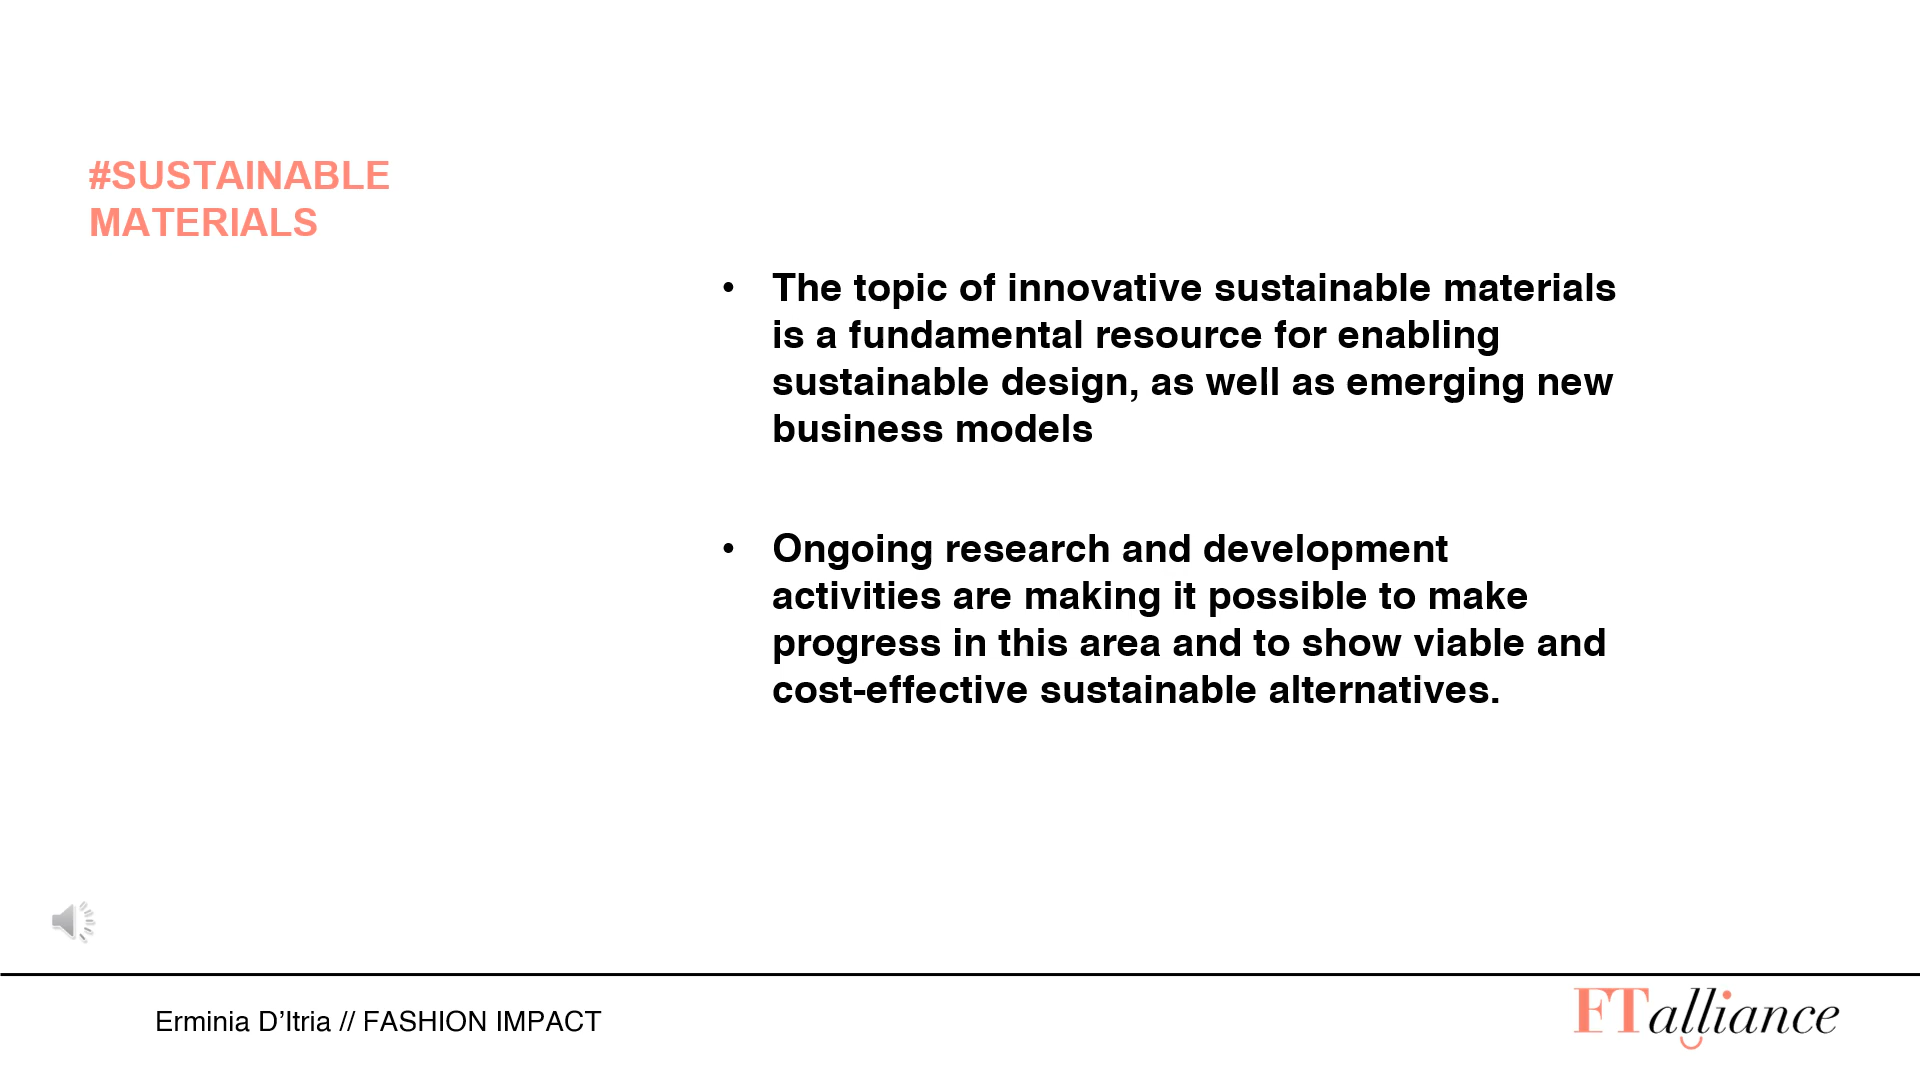 #SUSTAINABLE
MATERIALS
• The topic of innovative sustainable materials
is a fundamental resource for enabling
sustainable design, as well as emerging new
business models
• Ongoing research and development
activities are making it possible to make
progress in this area and to show viable and
cost-effective sustainable alternatives.
Erminia D’Itria // FASHION IMPACT
FTalliance